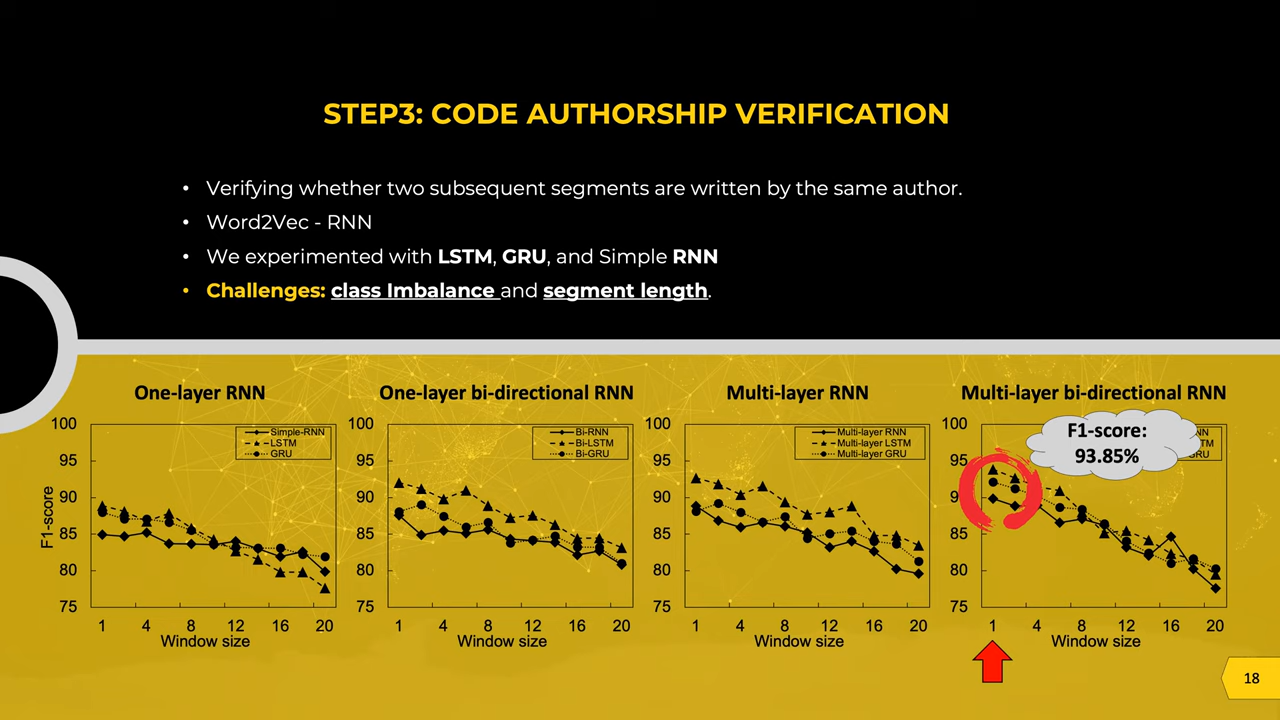 STEP3: CODE AUTHORSHIP VERIFICATION
• Verifying whether two subsequent segments are written by the same author.
• Word2Vec - RNN
• We experimented with LSTM, GRU, and Simple RNN
• Challenges: class Imbalance and segment length.
One-layer RNN
100
95
90
85
80
75
F1-score
Simple-RNN
LSTM
GRU
1 4 8 12 16 20
Window size
One-layer bi-directional RNN
100
95
90
85
80
75
Bi-RNN
Bi-LSTM
Bi-GRU
1 4 8 12 16 20
Window size
Multi-layer RNN
100
95
90
85
80
75
Multi-layer RNN
Multi-layer LSTM
Multi-layer GRU
1 4 8 12 16 20
Window size
Multi-layer bi-directional RNN
100
95
90
85
80
75
F1-score:
93.85%
1 4 8 12 16 20
Window size
18